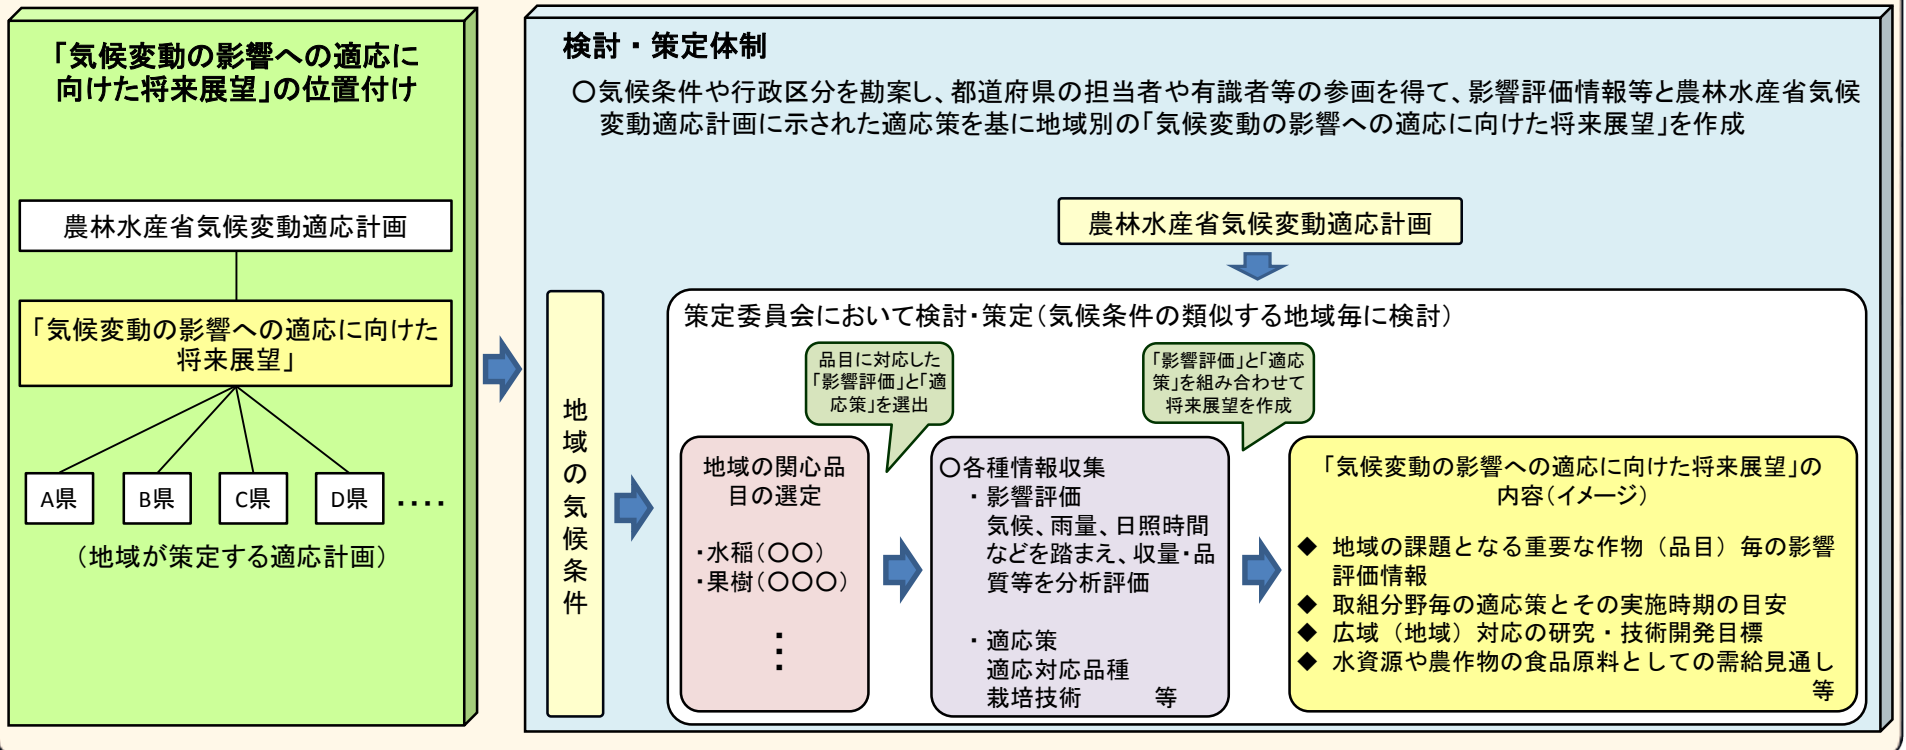 「気候変動の影響への適応に
向けた将来展望」の位置付け
農林水産省気候変動適応計画
「気候変動の影響への適応に向けた
将来展望」
A県
B県
C県
D県
・・・・
（地域が策定する適応計画）
検討・策定体制
〇気候条件や行政区分を勘案し、都道府県の担当者や有識者等の参画を得て、影響評価情報等と農林水産省気候
変動適応計画に示された適応策を基に地域別の「気候変動の影響への適応に向けた将来展望」を作成
農林水産省気候変動適応計画
地域の気候条件
策定委員会において検討・策定（気候条件の類似する地域毎に検討）
品目に対応した
「影響評価」と「適
応策」を選出
「影響評価」と「適応
策」を組み合わせて
将来展望を作成
地域の関心品
目の選定
・水稲（〇〇）
・果樹（〇〇〇）
⋮
〇各種情報収集
・影響評価
気候、雨量、日照時間
などを踏まえ、収量・品
質等を分析評価
・適応策
適応対応品種
栽培技術　　　等
「気候変動の影響への適応に向けた将来展望」の
内容（イメージ）
◆ 地域の課題となる重要な作物（品目）毎の影響
評価情報
◆ 取組分野毎の適応策とその実施時期の目安
◆ 広域（地域）対応の研究・技術開発目標
◆ 水資源や農作物の食品原料としての需給見通し
等